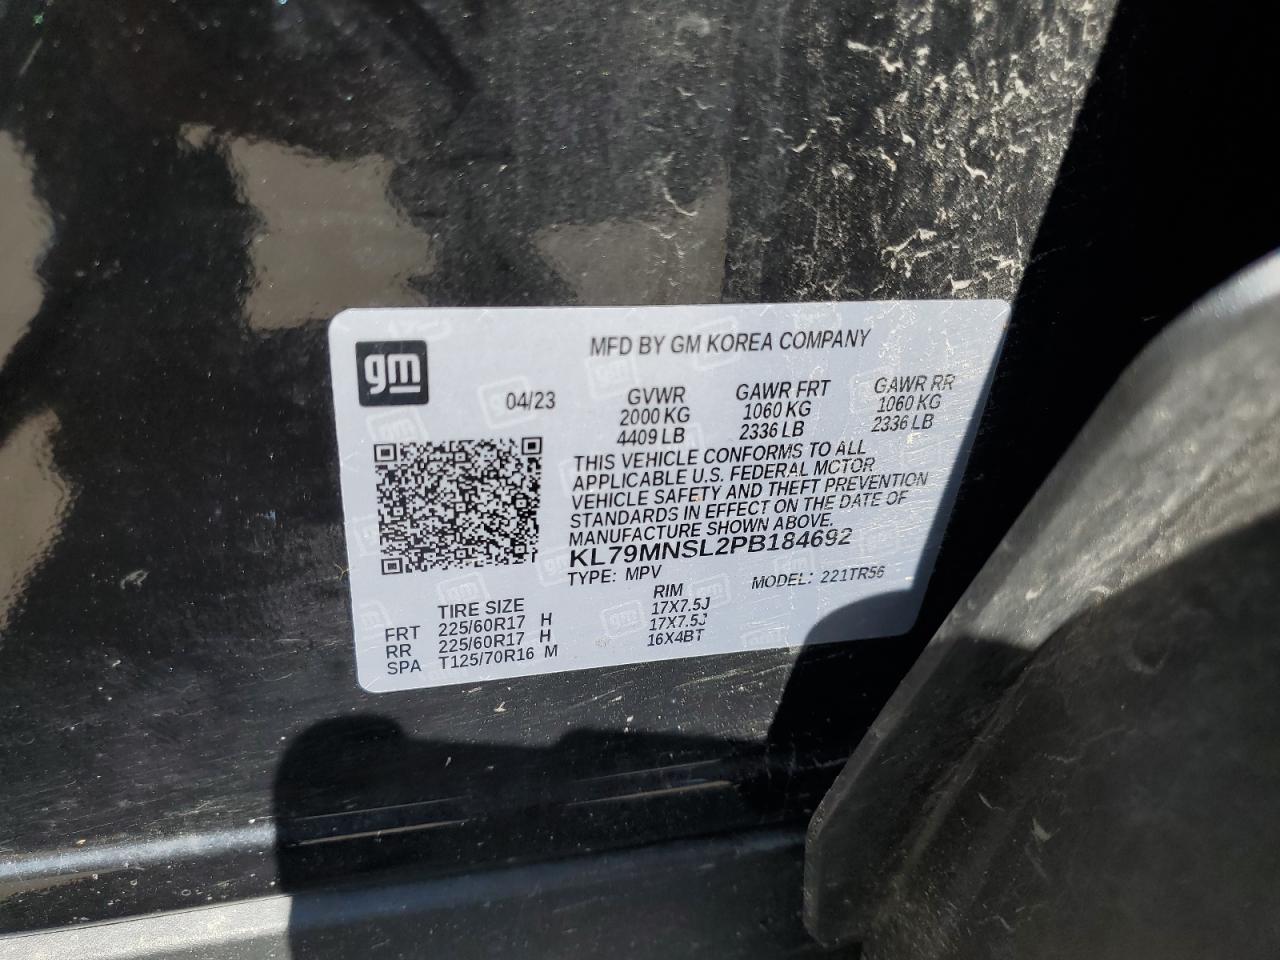 gm
MFD BY GM KOREA COMPANY
04/23
GVWR GAWR FRT GAWR RR
2000 KG 1060 KG 1060 KG
4409 LB 2336 LB 2336 LB
THIS VEHICLE CONFORMS TO ALL
APPLICABLE U.S. FEDERAL MOTOR
VEHICLE SAFETY AND THEFT PREVENTION
STANDARDS IN EFFECT ON THE DATE OF
MANUFACTURE SHOWN ABOVE.
KL79MNSL2PB184692
TYPE: MPV MODEL: 221TR56
TIRE SIZE RIM
FRT 225/60R17 H 17X7.5J
RR 225/60R17 H 17X7.5J
SPA T125/70R16 M 16X4BT